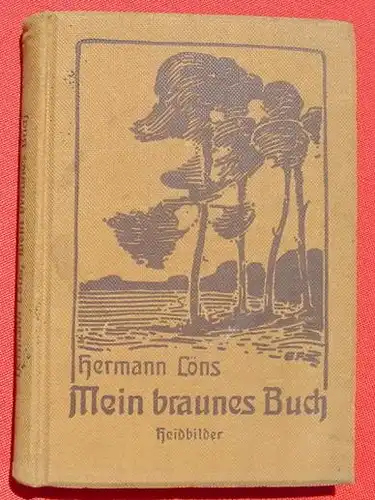 Hermann Löns
Mein braunes Buch
Heidbilder